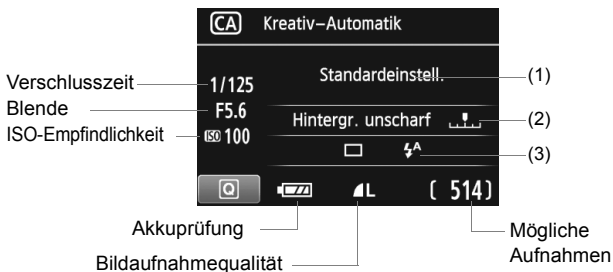 CA Kreativ-Automatik
Verschlusszeit 1/125 Standardeinstell. (1)
Blende F5.6 Hintergr. unscharf (2)
ISO-Empfindlichkeit ISO 100 A (3)
Q L ( 514)
Akkuprüfung
Mögliche
Aufnahmen
Bildaufnahmequalität